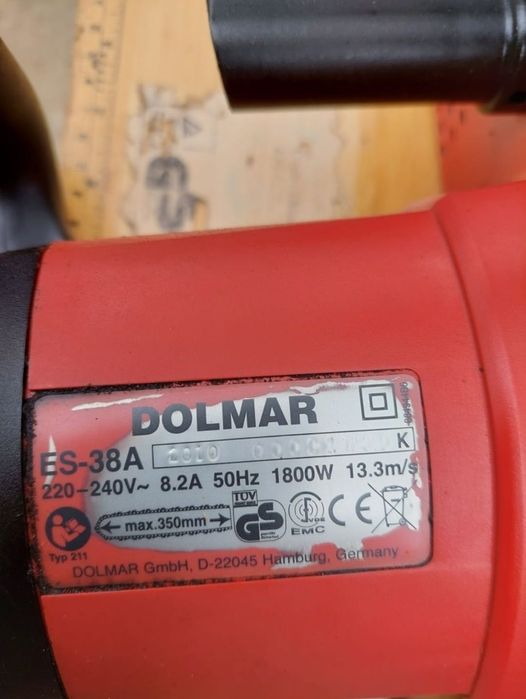 DOLMAR
ES-38A 2010 K
220-240V~ 8.2A 50Hz 1800W 13.3m/s
max.350mm TÜV GS VDE EMC CE
Typ 211
DOLMAR GmbH, D-22045 Hamburg, Germany